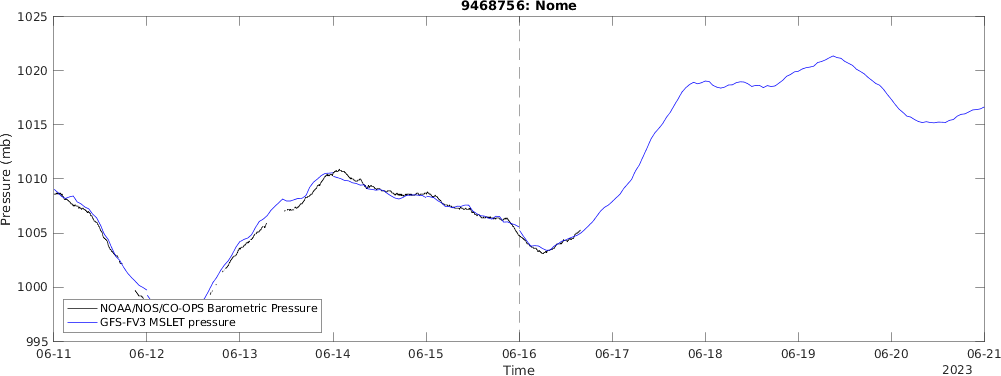 9468756: Nome
1025
1020
1015
1010
1005
1000
995
Pressure (mb)
NOAA/NOS/CO-OPS Barometric Pressure
GFS-FV3 MSLET pressure
06-11 06-12 06-13 06-14 06-15 06-16 06-17 06-18 06-19 06-20 06-21
Time
2023